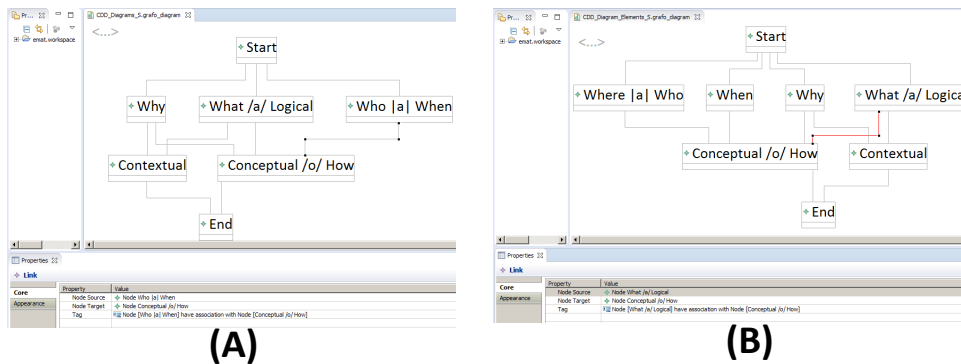 Pr...
CDD_Diagrams_S.grafo_diagram
emat.workspace
<...>
Start
Why
What /a/ Logical
Who |a| When
Contextual
Conceptual /o/ How
End
Properties
Link
Core
Appearance
Property Value
Node Source Node Who |a| When
Node Target Node Conceptual /o/ How
Tag Node [Who |a| When] have association with Node [Conceptual /o/ How]
(A)
Pr...
CDD_Diagram_Elements_S.grafo_diagram
emat.workspace
<...>
Start
Where |a| Who
When
Why
What /a/ Logica
Conceptual /o/ How
Contextual
End
Properties
Link
Core
Appearance
Property Value
Node Source Node What /a/ Logical
Node Target Node Conceptual /o/ How
Tag Node [What /a/ Logical] have association with Node [Conceptual /o/ How]
(B)